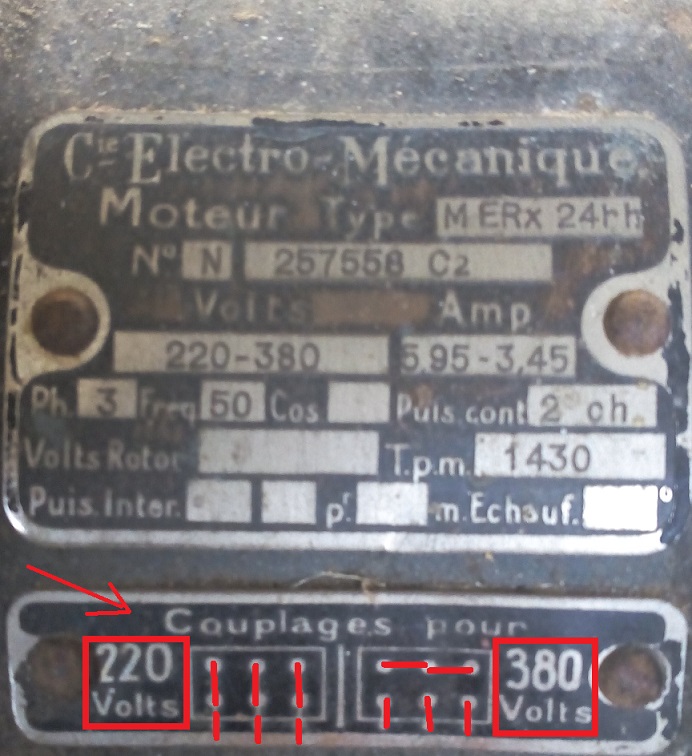 Cie Electro-Mécanique
Moteur Type MERx 24hh
No N 257558 C2
Volts Amp
220-380 5,95-3,45
Ph. 3 Freq 50 Cos Puis.cont 2 ch.
Volts Rotor T.p.m. 1430
Puis.Inter. pr. m.Echauf. °
Couplages pour
220 Volts 380 Volts